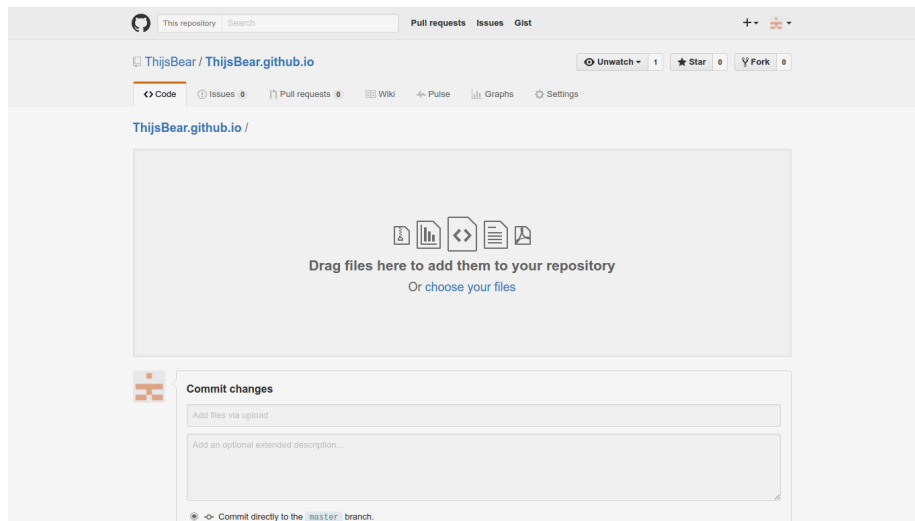 This repository Search Pull requests Issues Gist
ThijsBear / ThijsBear.github.io Unwatch 1 Star 0 Fork 0
Code Issues 0 Pull requests 0 Wiki Pulse Graphs Settings
ThijsBear.github.io /
Drag files here to add them to your repository
Or choose your files
Commit changes
Add files via upload
Add an optional extended description...
Commit directly to the master branch.